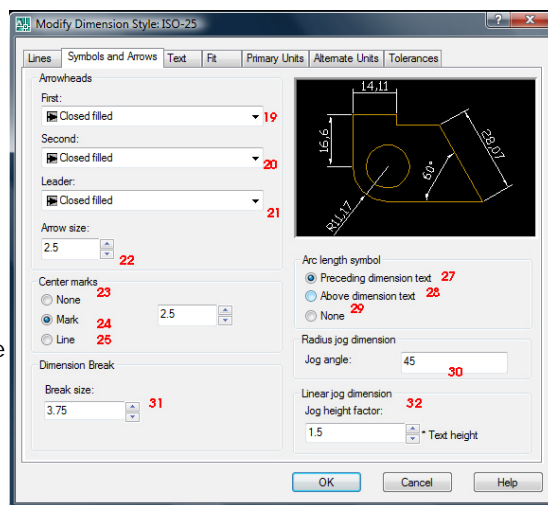 Modify Dimension Style: ISO-25
Lines Symbols and Arrows Text Fit Primary Units Alternate Units Tolerances
Arrowheads
First:
Closed filled 19
Second:
Closed filled 20
Leader:
Closed filled 21
Arrow size:
2.5 22
Center marks
None 23
Mark 24 2.5
Line 25
e
Dimension Break
Break size:
3.75 31
14,11
16,6
28,07
60°
R11,17
Arc length symbol
Preceding dimension text 27
Above dimension text 28
None 29
Radius jog dimension
Jog angle: 45
30
Linear jog dimension 32
Jog height factor:
1.5 * Text height
OK Cancel Help